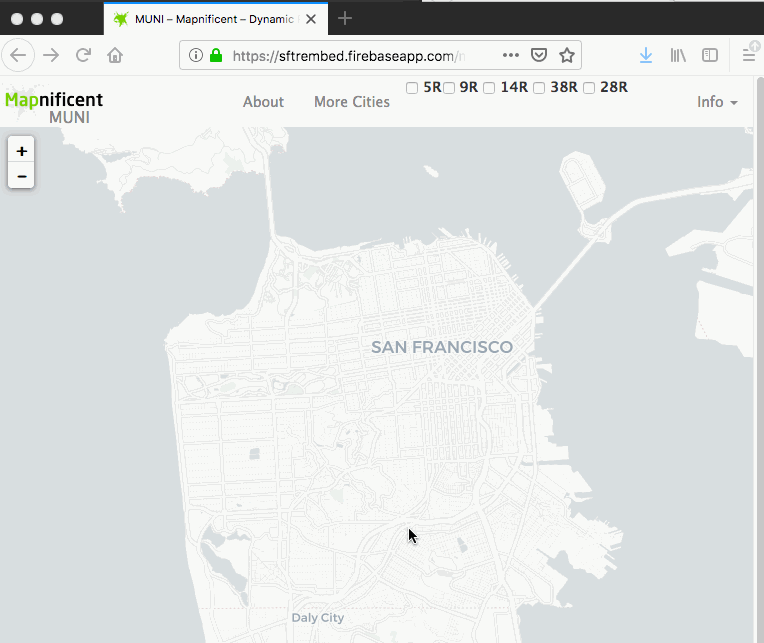 MUNI – Mapnificent – Dynamic
https://sftrembed.firebaseapp.com/
Mapnificent
MUNI
About
More Cities
5R 9R 14R 38R 28R
Info
+
−
SAN FRANCISCO
Daly City